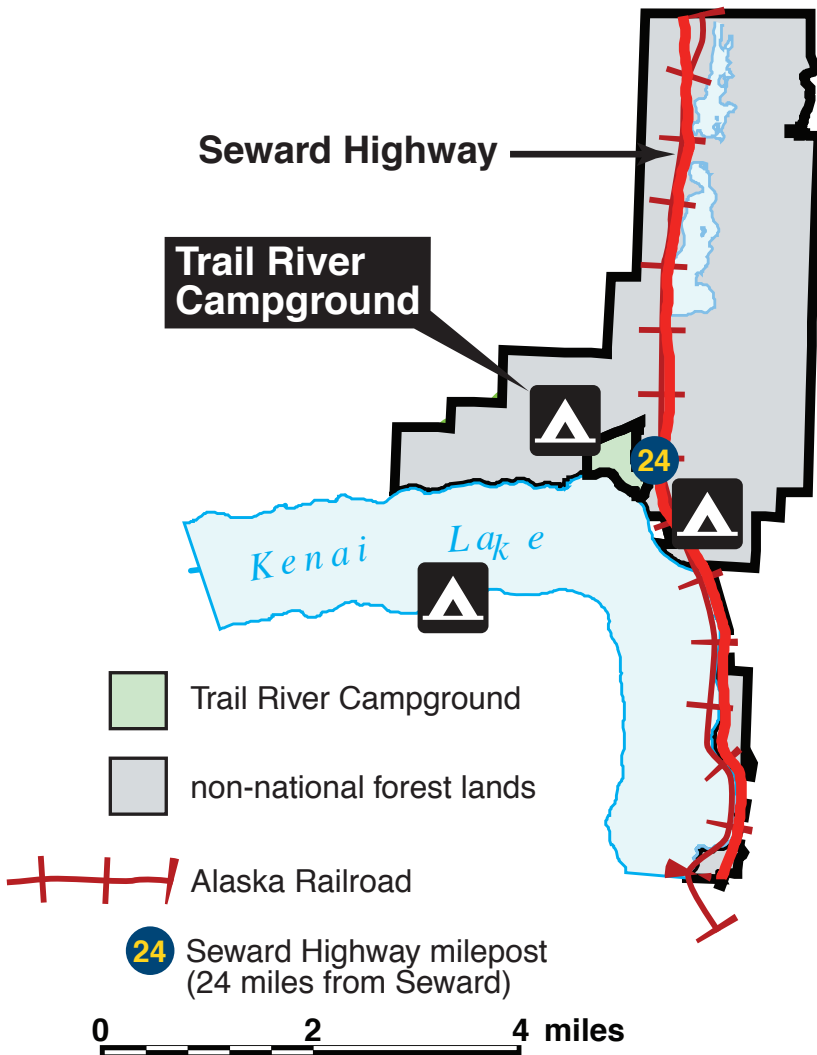 Seward Highway
Trail River
Campground
24
Kenai Lake
Trail River Campground
non-national forest lands
Alaska Railroad
24 Seward Highway milepost
(24 miles from Seward)
0 2 4 miles